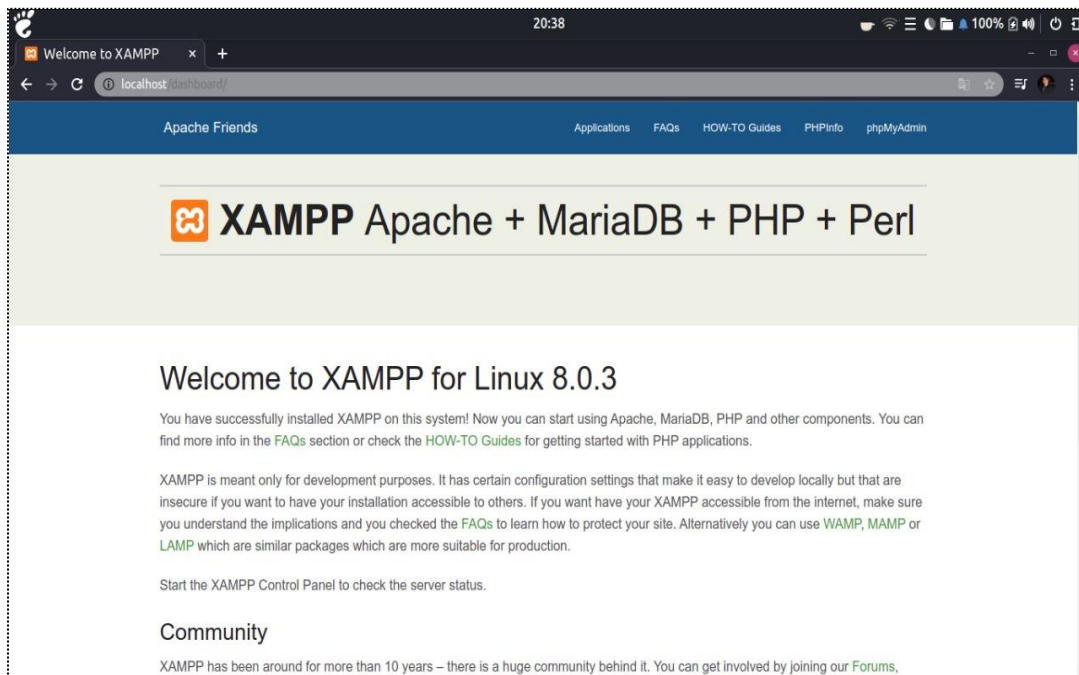 20:38
100%
Welcome to XAMPP
localhost/dashboard/
Apache Friends
Applications FAQs HOW-TO Guides PHPInfo phpMyAdmin
XAMPP Apache + MariaDB + PHP + Perl
Welcome to XAMPP for Linux 8.0.3
You have successfully installed XAMPP on this system! Now you can start using Apache, MariaDB, PHP and other components. You can
find more info in the FAQs section or check the HOW-TO Guides for getting started with PHP applications.
XAMPP is meant only for development purposes. It has certain configuration settings that make it easy to develop locally but that are
insecure if you want to have your installation accessible to others. If you want have your XAMPP accessible from the internet, make sure
you understand the implications and you checked the FAQs to learn how to protect your site. Alternatively you can use WAMP, MAMP or
LAMP which are similar packages which are more suitable for production.
Start the XAMPP Control Panel to check the server status.
Community
XAMPP has been around for more than 10 years – there is a huge community behind it. You can get involved by joining our Forums,